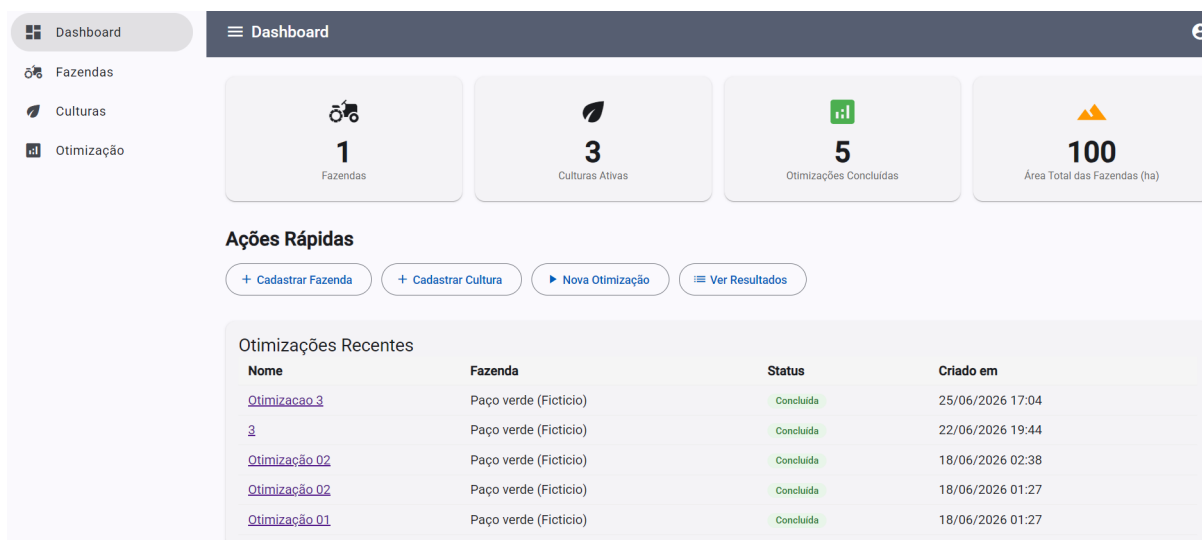 Dashboard
Fazendas
Culturas
Otimização
Dashboard
1
Fazendas
3
Culturas Ativas
5
Otimizações Concluídas
100
Área Total das Fazendas (ha)
Ações Rápidas
+ Cadastrar Fazenda
+ Cadastrar Cultura
Nova Otimização
Ver Resultados
Otimizações Recentes
Nome Fazenda Status Criado em
Otimizacao 3 Paço verde (Ficticio) Concluída 25/06/2026 17:04
3 Paço verde (Ficticio) Concluída 22/06/2026 19:44
Otimização 02 Paço verde (Ficticio) Concluída 18/06/2026 02:38
Otimização 02 Paço verde (Ficticio) Concluída 18/06/2026 01:27
Otimização 01 Paço verde (Ficticio) Concluída 18/06/2026 01:27